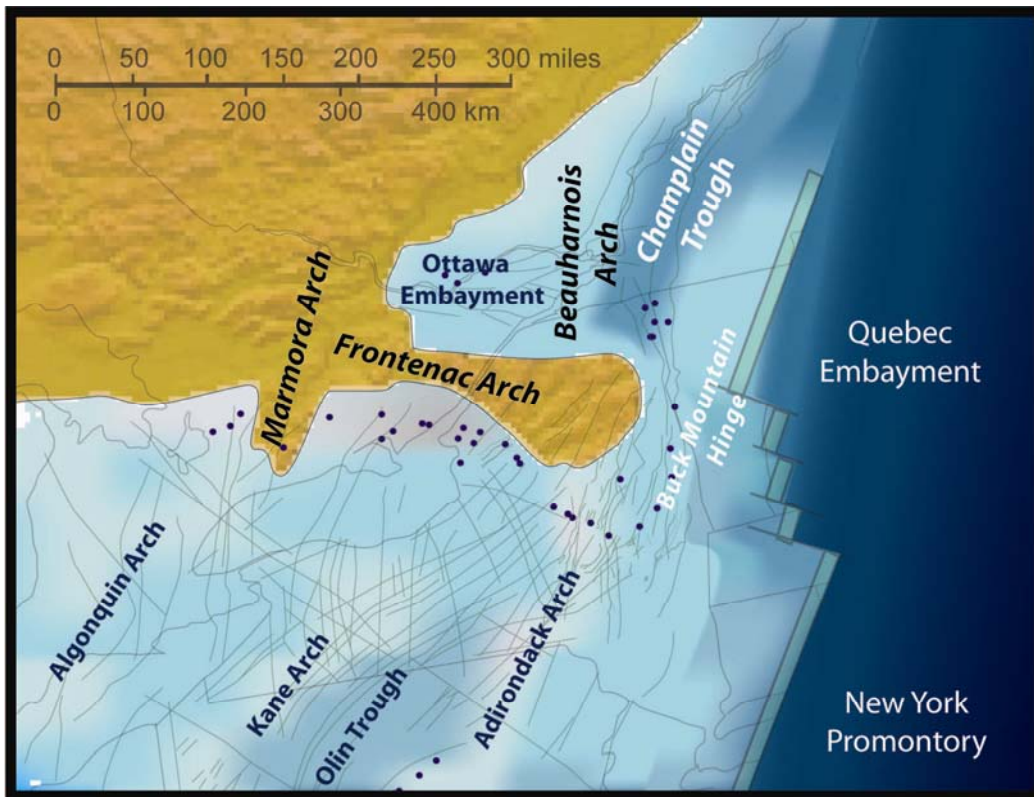 0 50 100 150 200 250 300 miles
0 100 200 300 400 km
Champlain
Trough
Beauharnois
Arch
Ottawa
Embayment
Marmora Arch
Frontenac Arch
Quebec
Embayment
Buck Mountain
Hinge
Algonquin Arch
Kane Arch
Olin Trough
Adirondack Arch
New York
Promontory